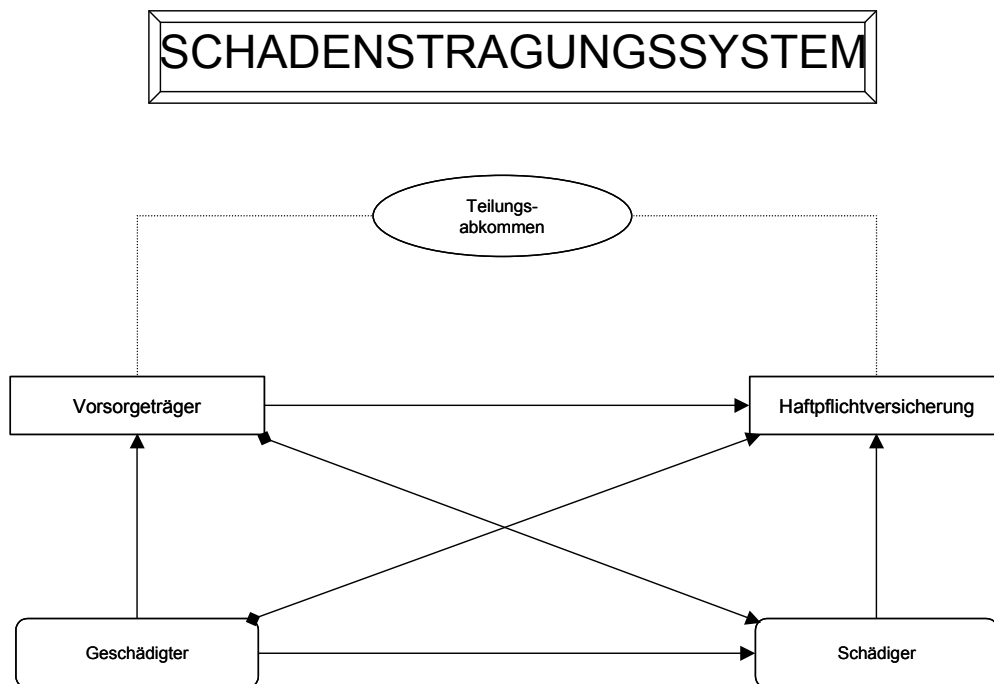 SCHADENSTRAGUNGSSYSTEM
Teilungs-
abkommen
Vorsorgeträger
Haftpflichtversicherung
Geschädigter
Schädiger